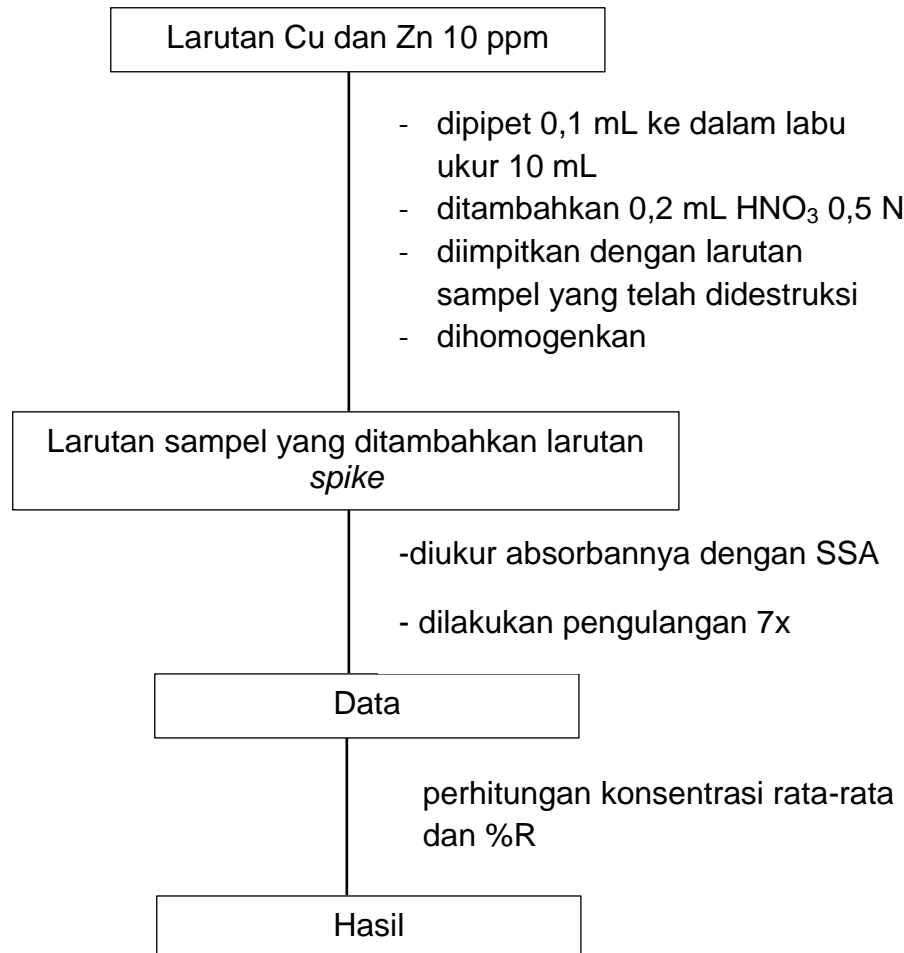 Larutan Cu dan Zn 10 ppm
- dipipet 0,1 mL ke dalam labu
ukur 10 mL
- ditambahkan 0,2 mL HNO₃ 0,5 N
- diimpitkan dengan larutan
sampel yang telah didestruksi
- dihomogenkan
Larutan sampel yang ditambahkan larutan
spike
-diukur absorbannya dengan SSA
- dilakukan pengulangan 7x
Data
perhitungan konsentrasi rata-rata
dan %R
Hasil